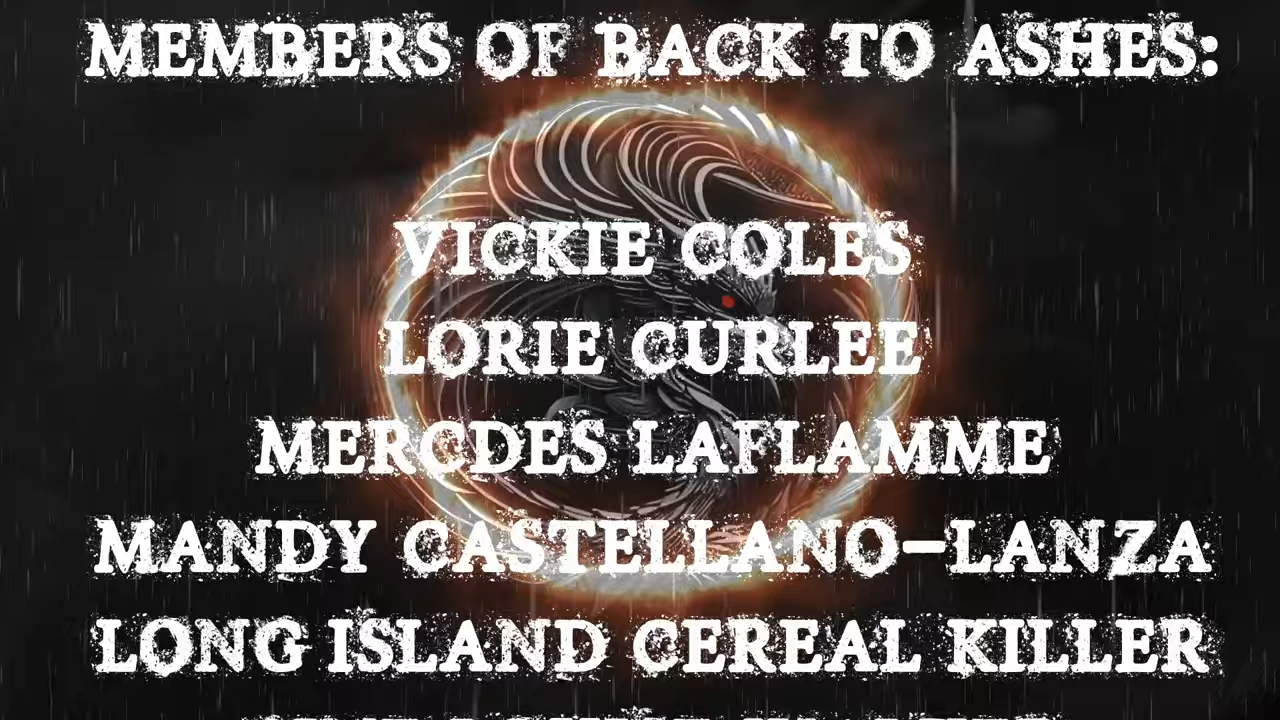 MEMBERS OF BACK TO ASHES:
VICKIE COLES
LORIE CURLEE
MERCDES LAFLAMME
MANDY CASTELLANO-LANZA
LONG ISLAND CEREAL KILLER